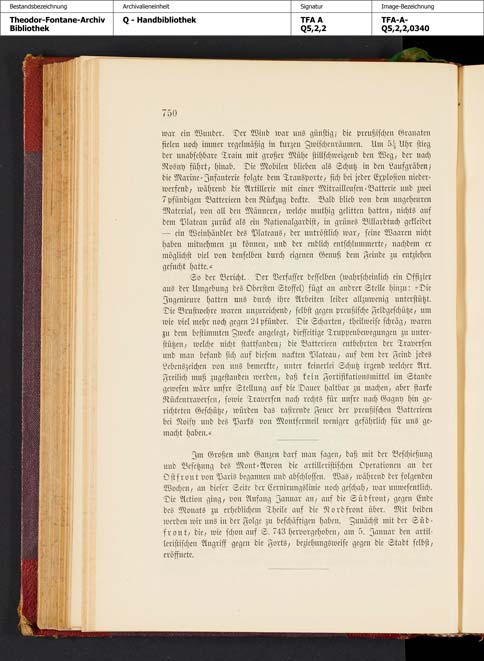 Bestandsbezeichnung
Archivalieneinheit
Signatur
Image-Bezeichnung
Theodor-Fontane-Archiv
Bibliothek
Q - Handbibliothek
TFA A
Q5,2,2
TFA-A-
Q5,2,2,0340
750
war ein Wunder. Der Wind war uns günstig; die preußischen Granaten
fielen noch immer regelmäßig in kurzen Zwischenräumen. Um 5½ Uhr stieg
der unabsehbare Train mit großer Mühe stillschweigend den Weg, der nach
Rosny führt, hinab. Die Mobilen blieben als Schutz in den Laufgräben;
die Marine-Infanterie folgte dem Transporte, sich bei jeder Explosion nieder-
werfend, während die Artillerie mit einer Mitrailleusen-Batterie und zwei
7pfündigen Batterieen den Rückzug deckte. Bald blieb von dem ungeheuren
Material, von all den Männern, welche muthig gelitten hatten, nichts auf
dem Plateau zurück als ein Nationalgardist, in grünes Billardtuch gekleidet
— ein Weinhändler des Plateaus, der untröstlich war, seine Waaren nicht
haben mitnehmen zu können, und der endlich entschlummerte, nachdem er
möglichst viel von denselben durch eigenen Genuß dem Feinde zu entziehen
gesucht hatte.«
So der Bericht. Der Verfasser desselben (wahrscheinlich ein Offizier
aus der Umgebung des Obersten Stoffel) fügt an andrer Stelle hinzu: »Die
Ingenieure hatten uns durch ihre Arbeiten leider allzuwenig unterstützt.
Die Brustwehre waren unzureichend, selbst gegen preußische Feldgeschütze, um
wie viel mehr noch gegen 24pfünder. Die Scharten, theilweise schräg, waren
zu dem bestimmten Zwecke angelegt, diesseitige Truppenbewegungen zu unter-
stützen, welche nicht stattfanden; die Batterieen entbehrten der Traversen
und man befand sich auf diesem nackten Plateau, auf dem der Feind jedes
Lebenszeichen von uns bemerkte, unter keinerlei Schutz irgend welcher Art.
Freilich muß zugestanden werden, daß kein Fortifikationsmittel im Stande
gewesen wäre unsre Stellung auf die Dauer haltbar zu machen, aber starke
Rückentraversen, sowie Traversen nach rechts für unsre nach Gagny hin ge-
richteten Geschütze, würden das rasirende Feuer der preußischen Batterieen
bei Noisy und des Parks von Montfermeil weniger gefährlich für uns ge-
macht haben.«
Im Großen und Ganzen darf man sagen, daß mit der Beschießung
und Besetzung des Mont-Avron die artilleristischen Operationen an der
Ostfront von Paris begannen und abschlossen. Was, während der folgenden
Wochen, an dieser Seite der Cernirungslinie noch geschah, war unwesentlich.
Die Action ging, von Anfang Januar an, auf die Südfront, gegen Ende
des Monats zu erheblichem Theile auf die Nordfront über. Mit beiden
werden wir uns in der Folge zu beschäftigen haben. Zunächst mit der Süd-
front, die, wie schon auf S. 743 hervorgehoben, am 5. Januar den artil-
leristischen Angriff gegen die Forts, beziehungsweise gegen die Stadt selbst,
eröffnete.